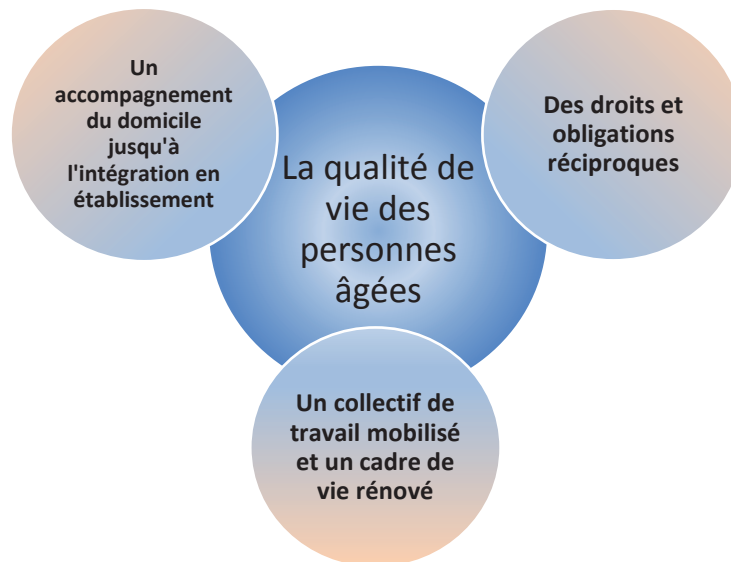 Un
accompagnement
du domicile
jusqu'à
l'intégration en
établissement
La qualité de
vie des
personnes
âgées
Des droits et
obligations
réciproques
Un collectif de
travail mobilisé
et un cadre de
vie rénové